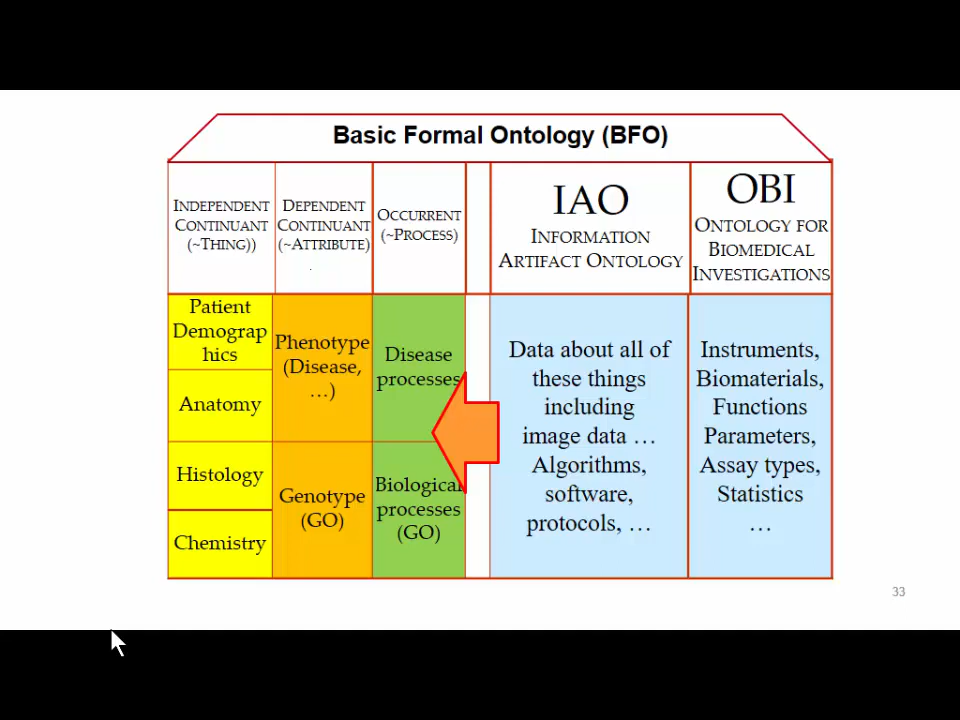 Basic Formal Ontology (BFO)
INDEPENDENT
CONTINUANT
(~THING))
DEPENDENT
CONTINUANT
(~ATTRIBUTE)
.
OCCURRENT
(~PROCESS)
IAO
INFORMATION
ARTIFACT ONTOLOGY
OBI
ONTOLOGY FOR
BIOMEDICAL
INVESTIGATIONS
Patient
Demograp
hics
Anatomy
Histology
Chemistry
Phenotype
(Disease,
…)
Genotype
(GO)
Disease
processes
Biological
processes
(GO)
Data about all of
these things
including
image data …
Algorithms,
software,
protocols, …
Instruments,
Biomaterials,
Functions
Parameters,
Assay types,
Statistics
…
33